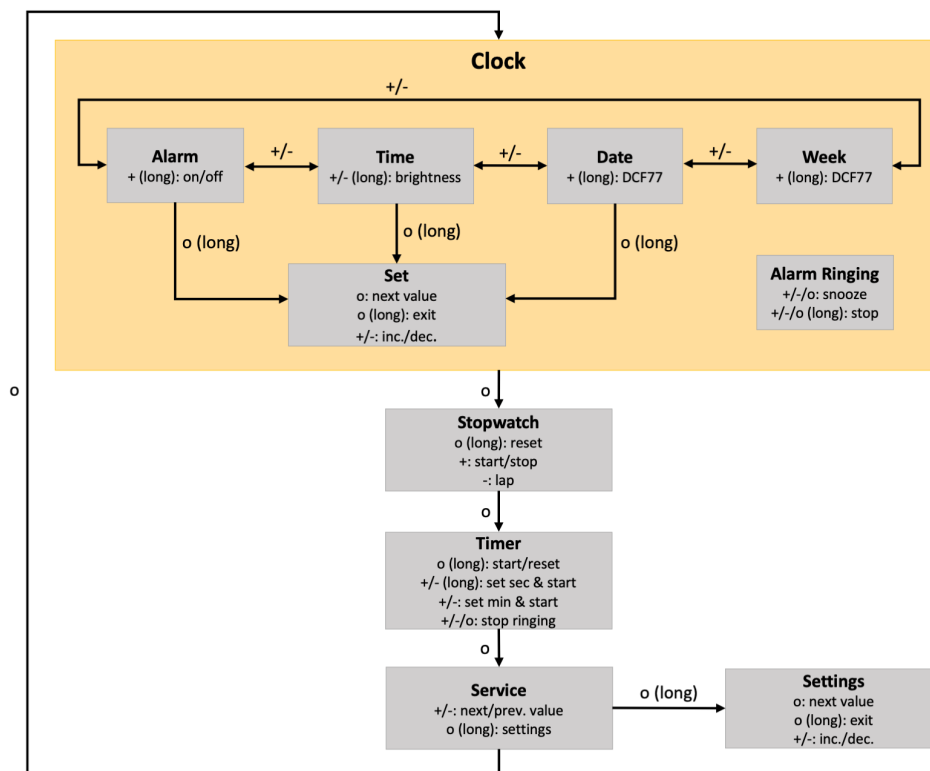 Clock
+/-
Alarm
+ (long): on/off
+/-
Time
+/- (long): brightness
+/-
Date
+ (long): DCF77
+/-
Week
+ (long): DCF77
o (long)
o (long)
o (long)
Set
o: next value
o (long): exit
+/-: inc./dec.
Alarm Ringing
+/-/o: snooze
+/-/o (long): stop
o
o
Stopwatch
o (long): reset
+: start/stop
-: lap
o
Timer
o (long): start/reset
+/- (long): set sec & start
+/-: set min & start
+/-/o: stop ringing
o
Service
+/-: next/prev. value
o (long): settings
o (long)
Settings
o: next value
o (long): exit
+/-: inc./dec.